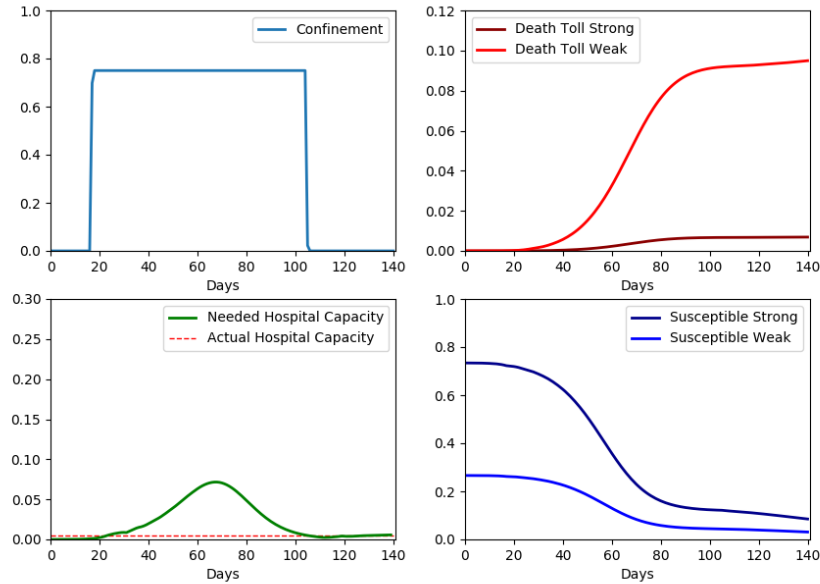 1.0
0.8
0.6
0.4
0.2
0.0
0 20 40 60 80 100 120 140
Days
Confinement
0.12
0.10
0.08
0.06
0.04
0.02
0.00
0 20 40 60 80 100 120 140
Days
Death Toll Strong
Death Toll Weak
0.30
0.25
0.20
0.15
0.10
0.05
0.00
0 20 40 60 80 100 120 140
Days
Needed Hospital Capacity
Actual Hospital Capacity
1.0
0.8
0.6
0.4
0.2
0.0
0 20 40 60 80 100 120 140
Days
Susceptible Strong
Susceptible Weak